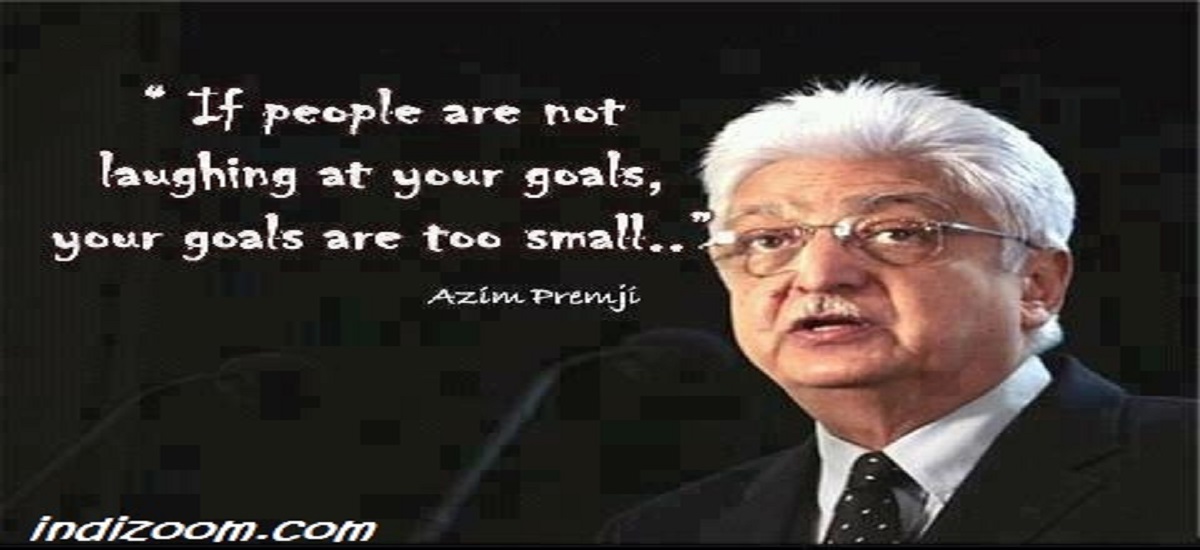 “ If people are not
laughing at your goals,
your goals are too small..”
Azim Premji
indizoom.com